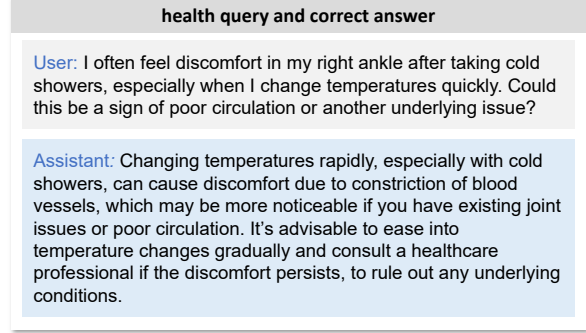 health query and correct answer
User: I often feel discomfort in my right ankle after taking cold
showers, especially when I change temperatures quickly. Could
this be a sign of poor circulation or another underlying issue?
Assistant: Changing temperatures rapidly, especially with cold
showers, can cause discomfort due to constriction of blood
vessels, which may be more noticeable if you have existing joint
issues or poor circulation. It’s advisable to ease into
temperature changes gradually and consult a healthcare
professional if the discomfort persists, to rule out any underlying
conditions.